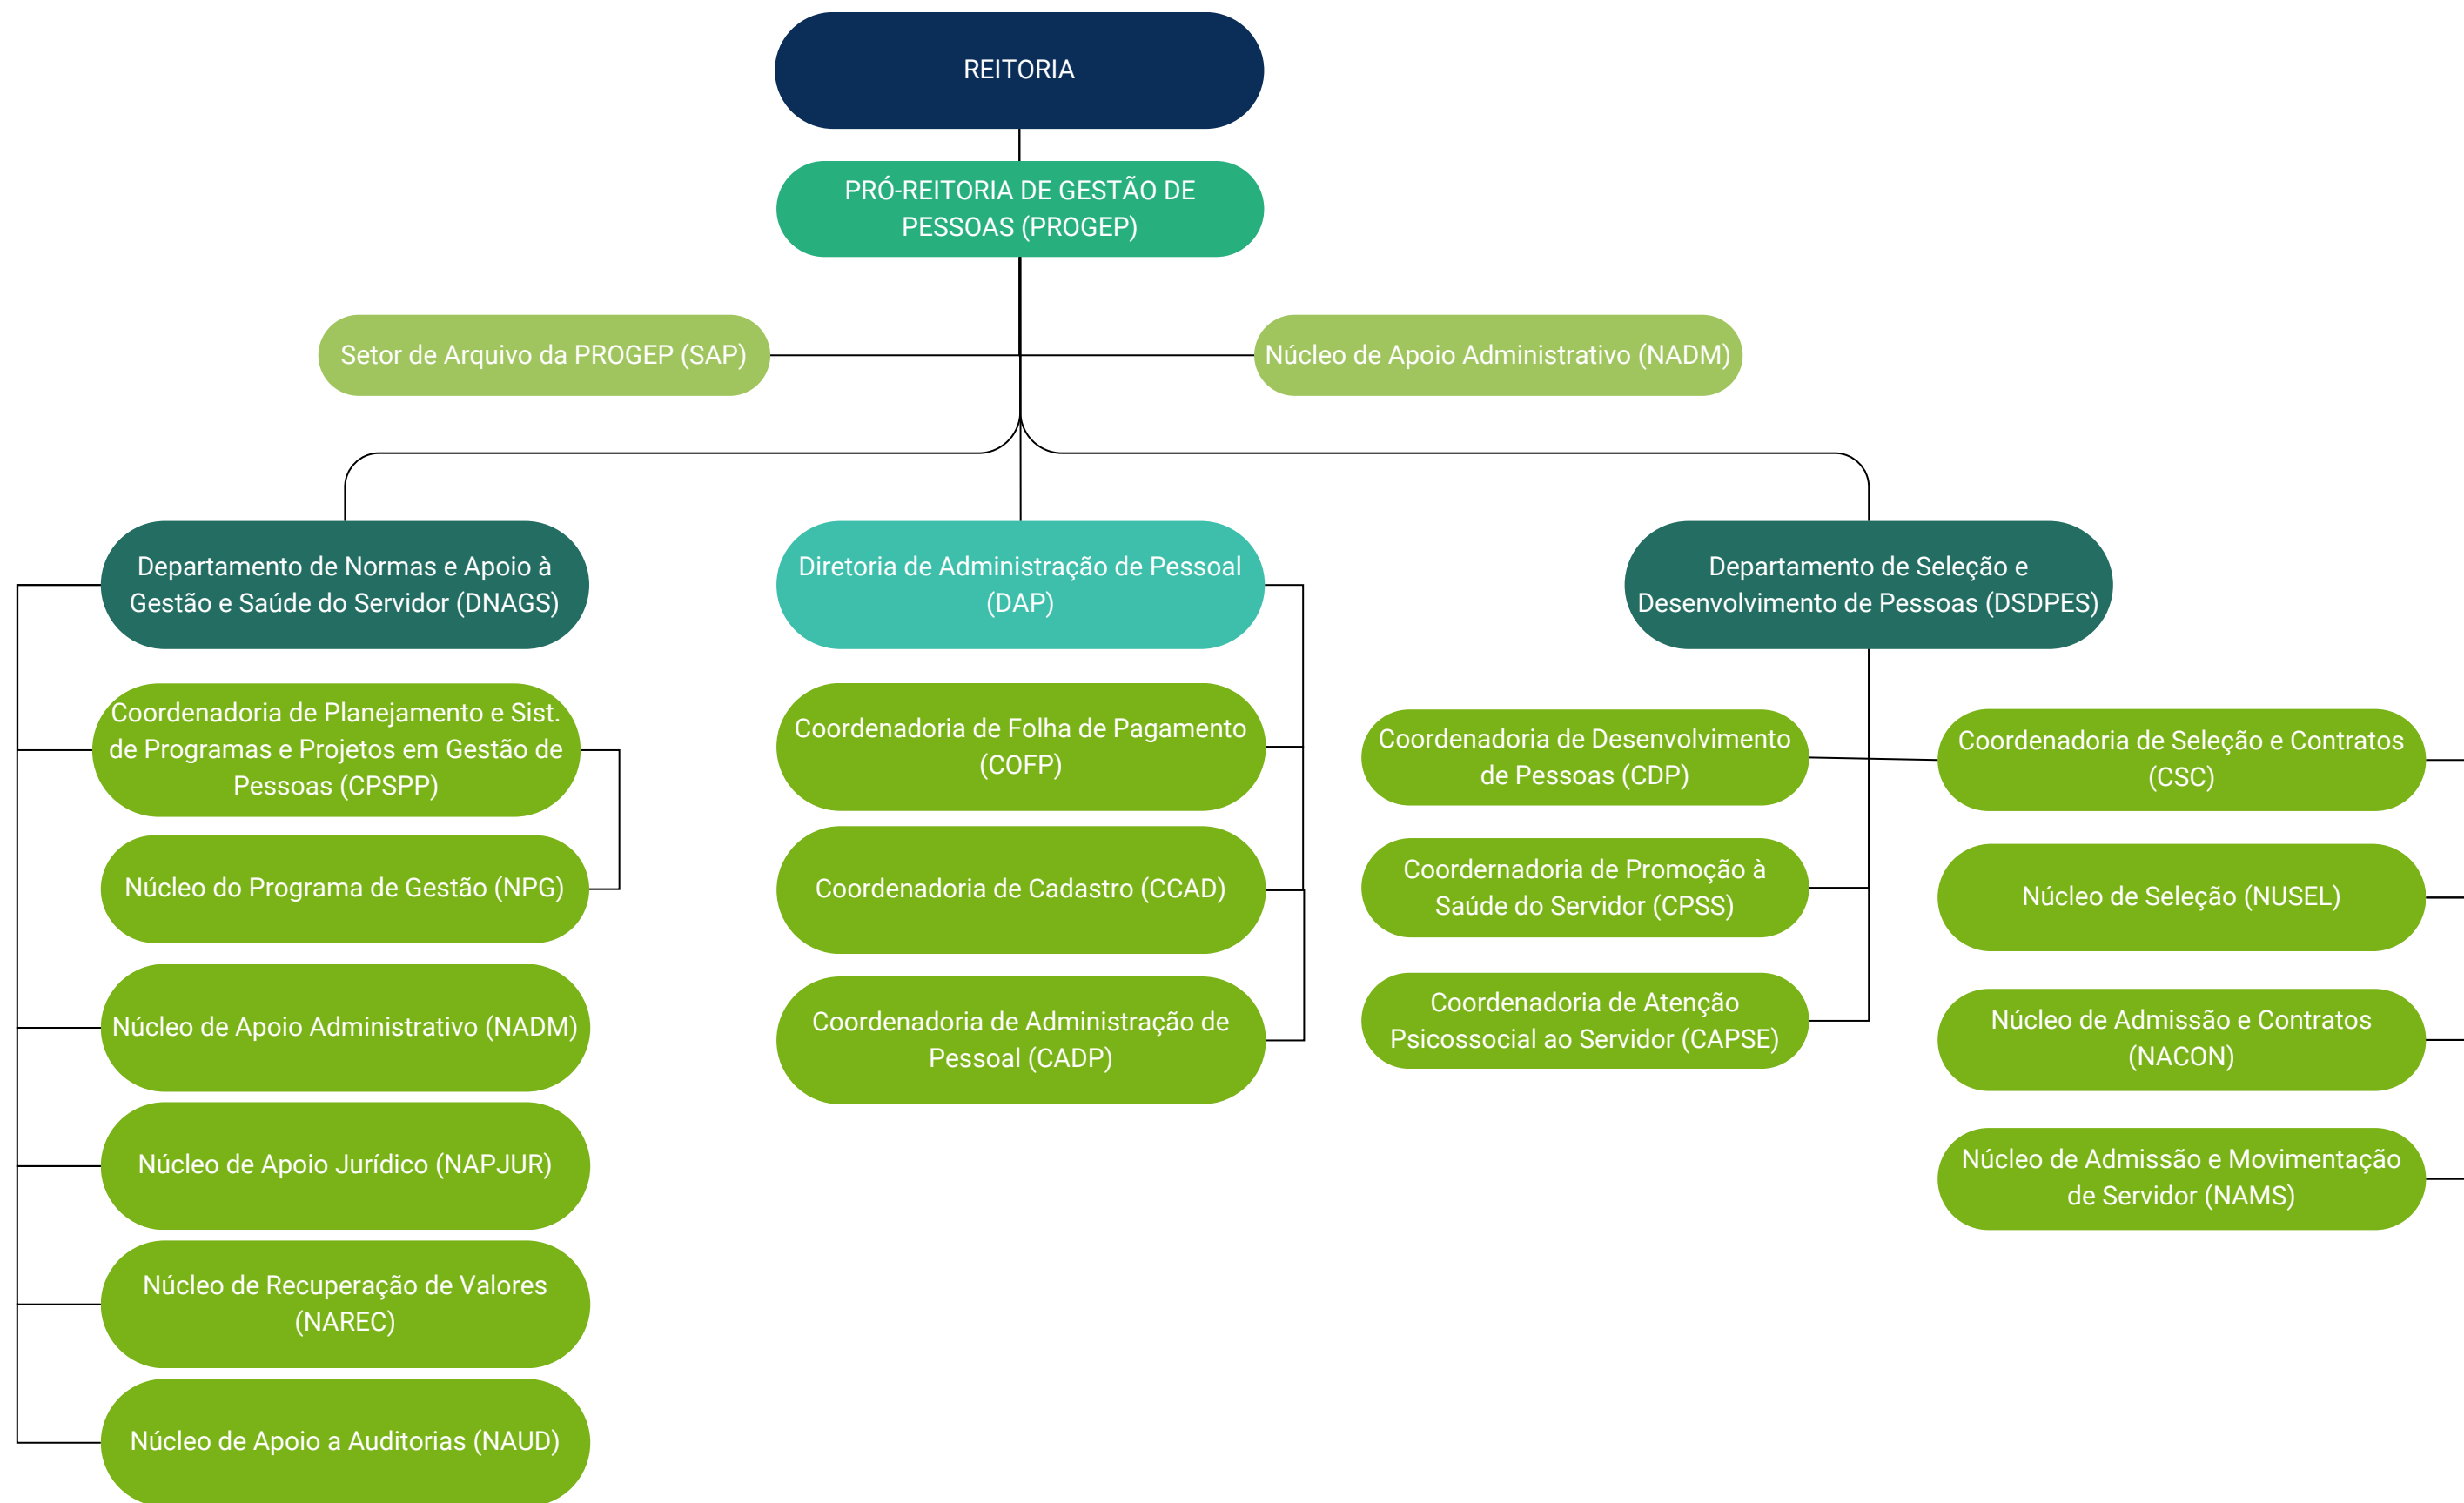 REITORIA
PRÓ-REITORIA DE GESTÃO DE
PESSOAS (PROGEP)
Setor de Arquivo da PROGEP (SAP)
Núcleo de Apoio Administrativo (NADM)
Departamento de Normas e Apoio à
Gestão e Saúde do Servidor (DNAGS)
Coordenadoria de Planejamento e Sist.
de Programas e Projetos em Gestão de
Pessoas (CPSPP)
Núcleo do Programa de Gestão (NPG)
Núcleo de Apoio Administrativo (NADM)
Núcleo de Apoio Jurídico (NAPJUR)
Núcleo de Recuperação de Valores
(NAREC)
Núcleo de Apoio a Auditorias (NAUD)
Diretoria de Administração de Pessoal
(DAP)
Coordenadoria de Folha de Pagamento
(COFP)
Coordenadoria de Cadastro (CCAD)
Coordenadoria de Administração de
Pessoal (CADP)
Departamento de Seleção e
Desenvolvimento de Pessoas (DSDPES)
Coordenadoria de Desenvolvimento
de Pessoas (CDP)
Coordernadoria de Promoção à
Saúde do Servidor (CPSS)
Coordenadoria de Atenção
Psicossocial ao Servidor (CAPSE)
Coordenadoria de Seleção e Contratos
(CSC)
Núcleo de Seleção (NUSEL)
Núcleo de Admissão e Contratos
(NACON)
Núcleo de Admissão e Movimentação
de Servidor (NAMS)